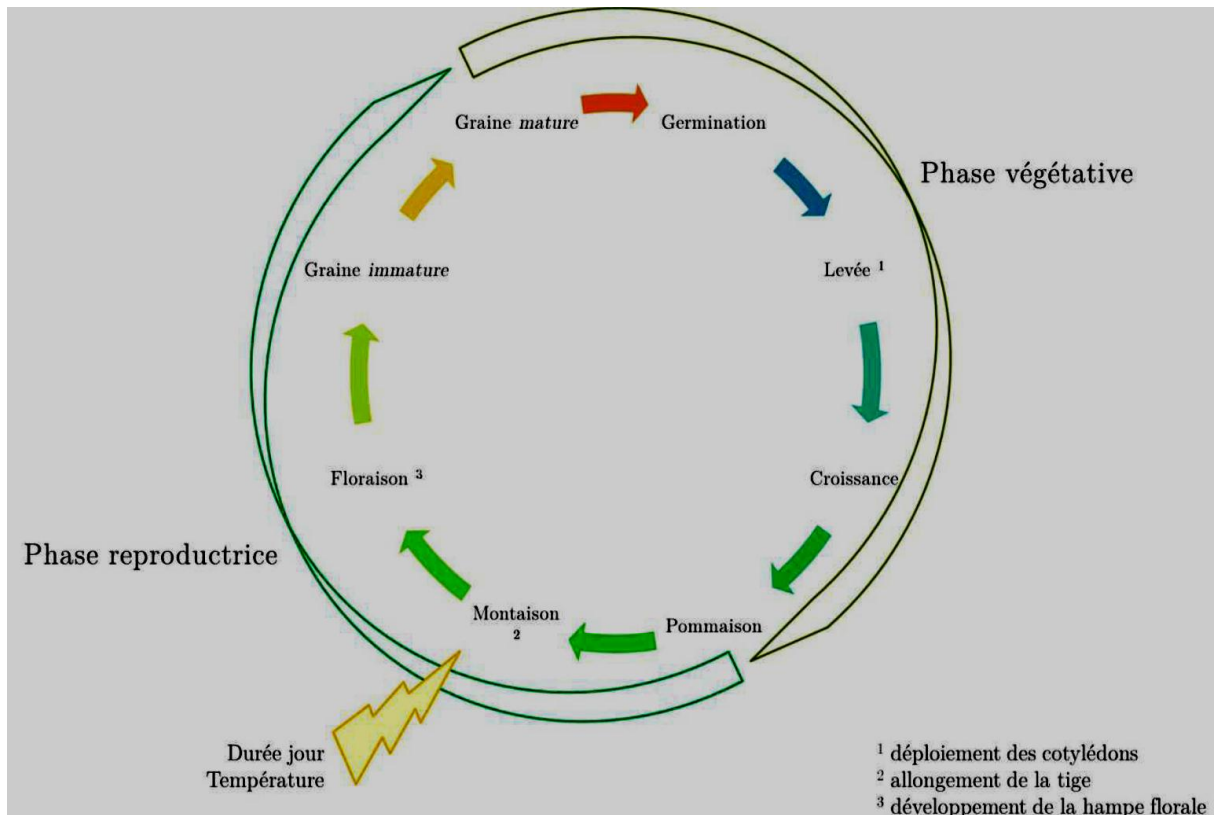 Graine mature
Germination
Phase végétative
Levée ¹
Graine immature
Croissance
Floraison ³
Phase reproductrice
Montaison
²
Pommaison
Durée jour
Température
¹ déploiement des cotylédons
² allongement de la tige
³ développement de la hampe florale